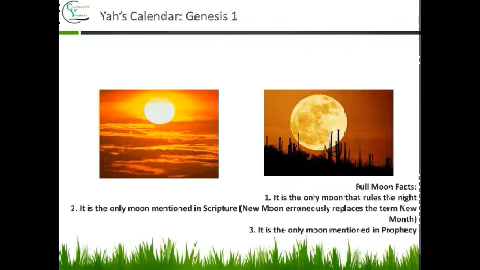 Yah's Calendar: Genesis 1
Full Moon Facts:
1. It is the only moon that rules the night
2. It is the only moon mentioned in Scripture (New Moon erroneously replaces the term New
Month)
3. It is the only moon mentioned in Prophecy